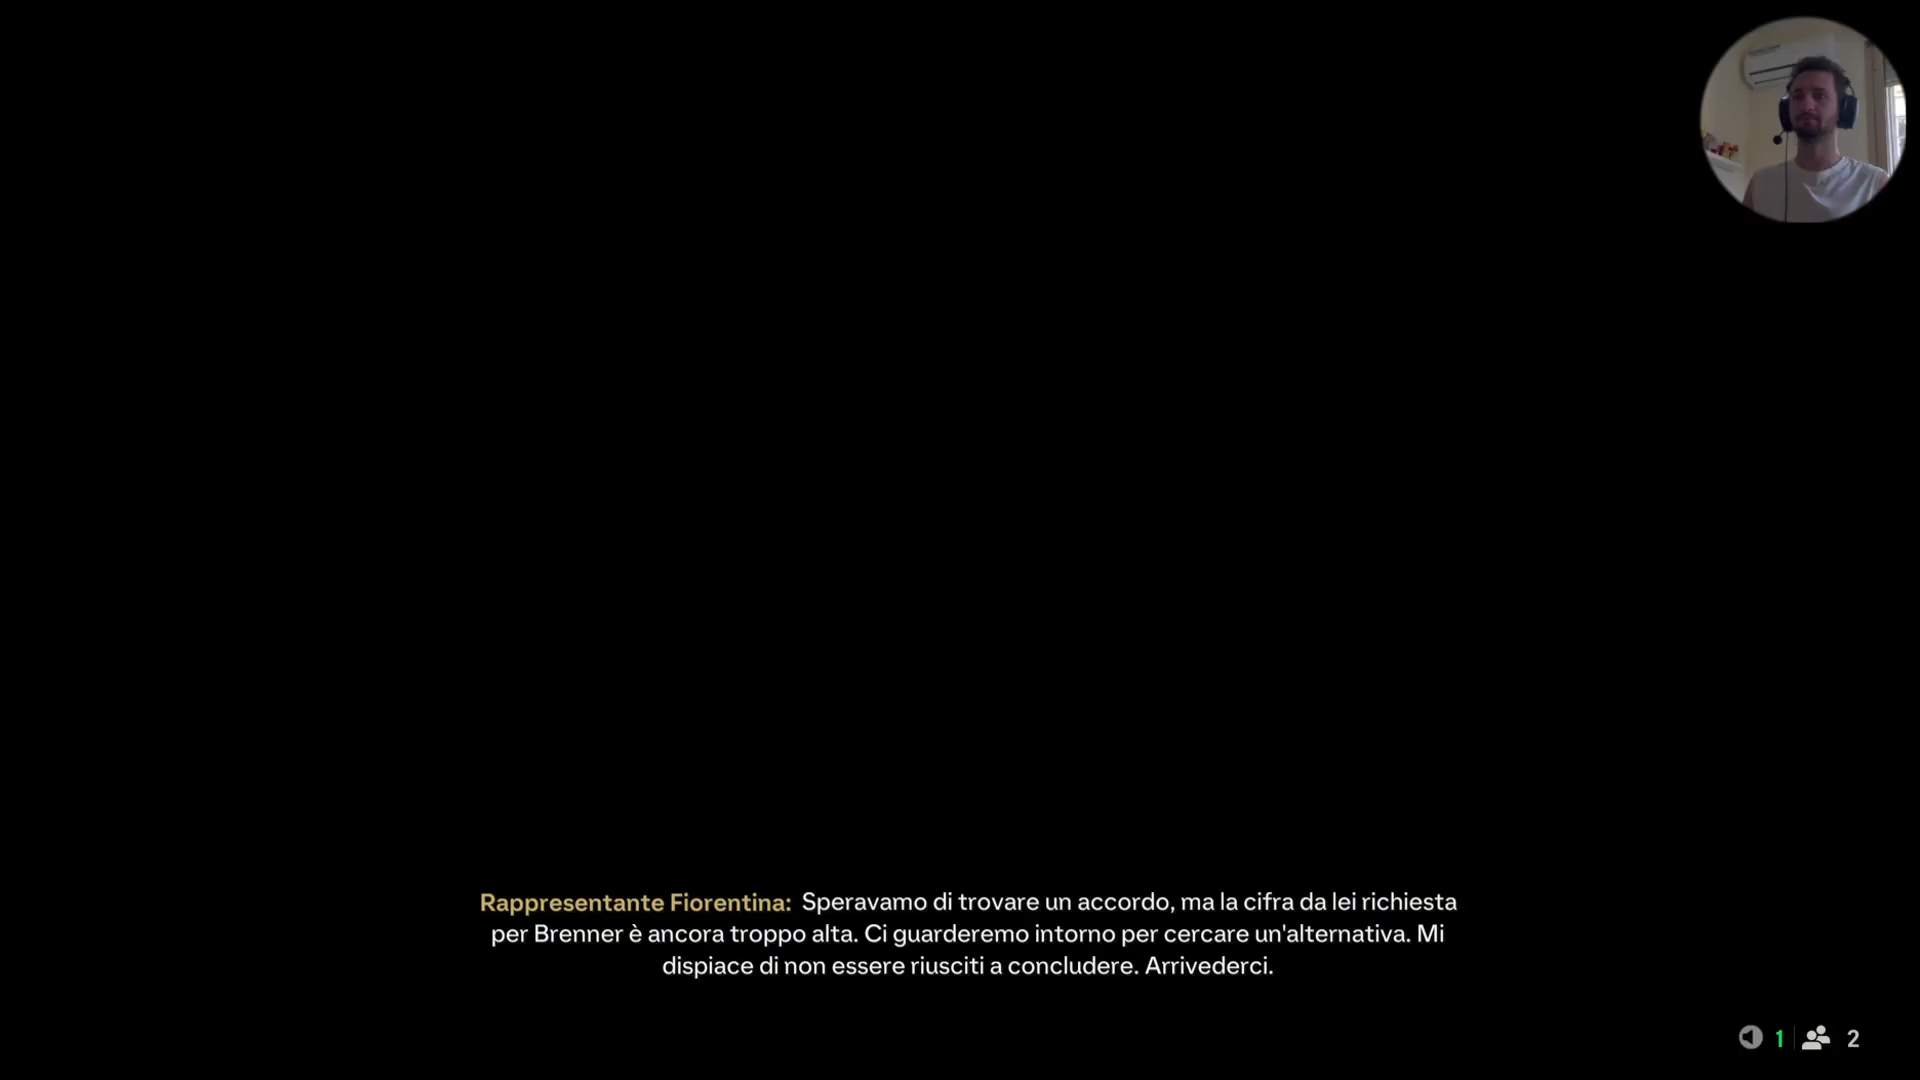 Rappresentante Fiorentina: Speravamo di trovare un accordo, ma la cifra da lei richiesta
per Brenner è ancora troppo alta. Ci guarderemo intorno per cercare un'alternativa. Mi
dispiace di non essere riusciti a concludere. Arrivederci.
1 2